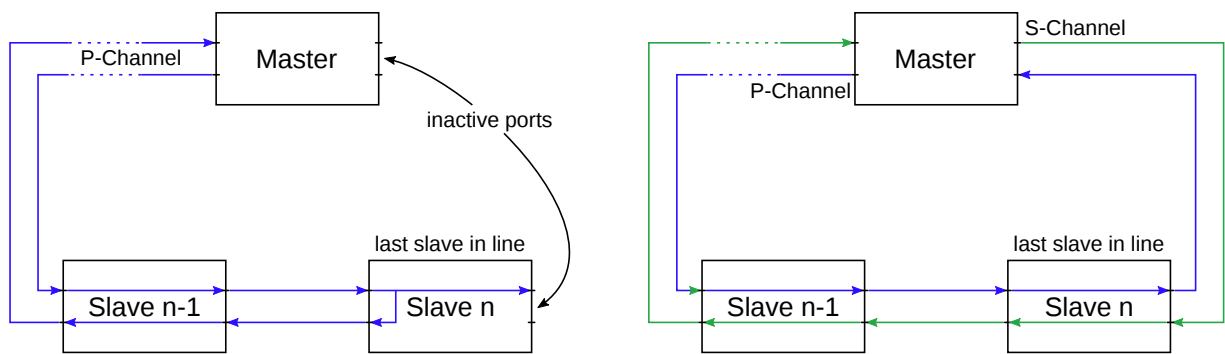 Master
P-Channel
inactive ports
last slave in line
Slave n-1
Slave n
S-Channel
Master
P-Channel
last slave in line
Slave n-1
Slave n